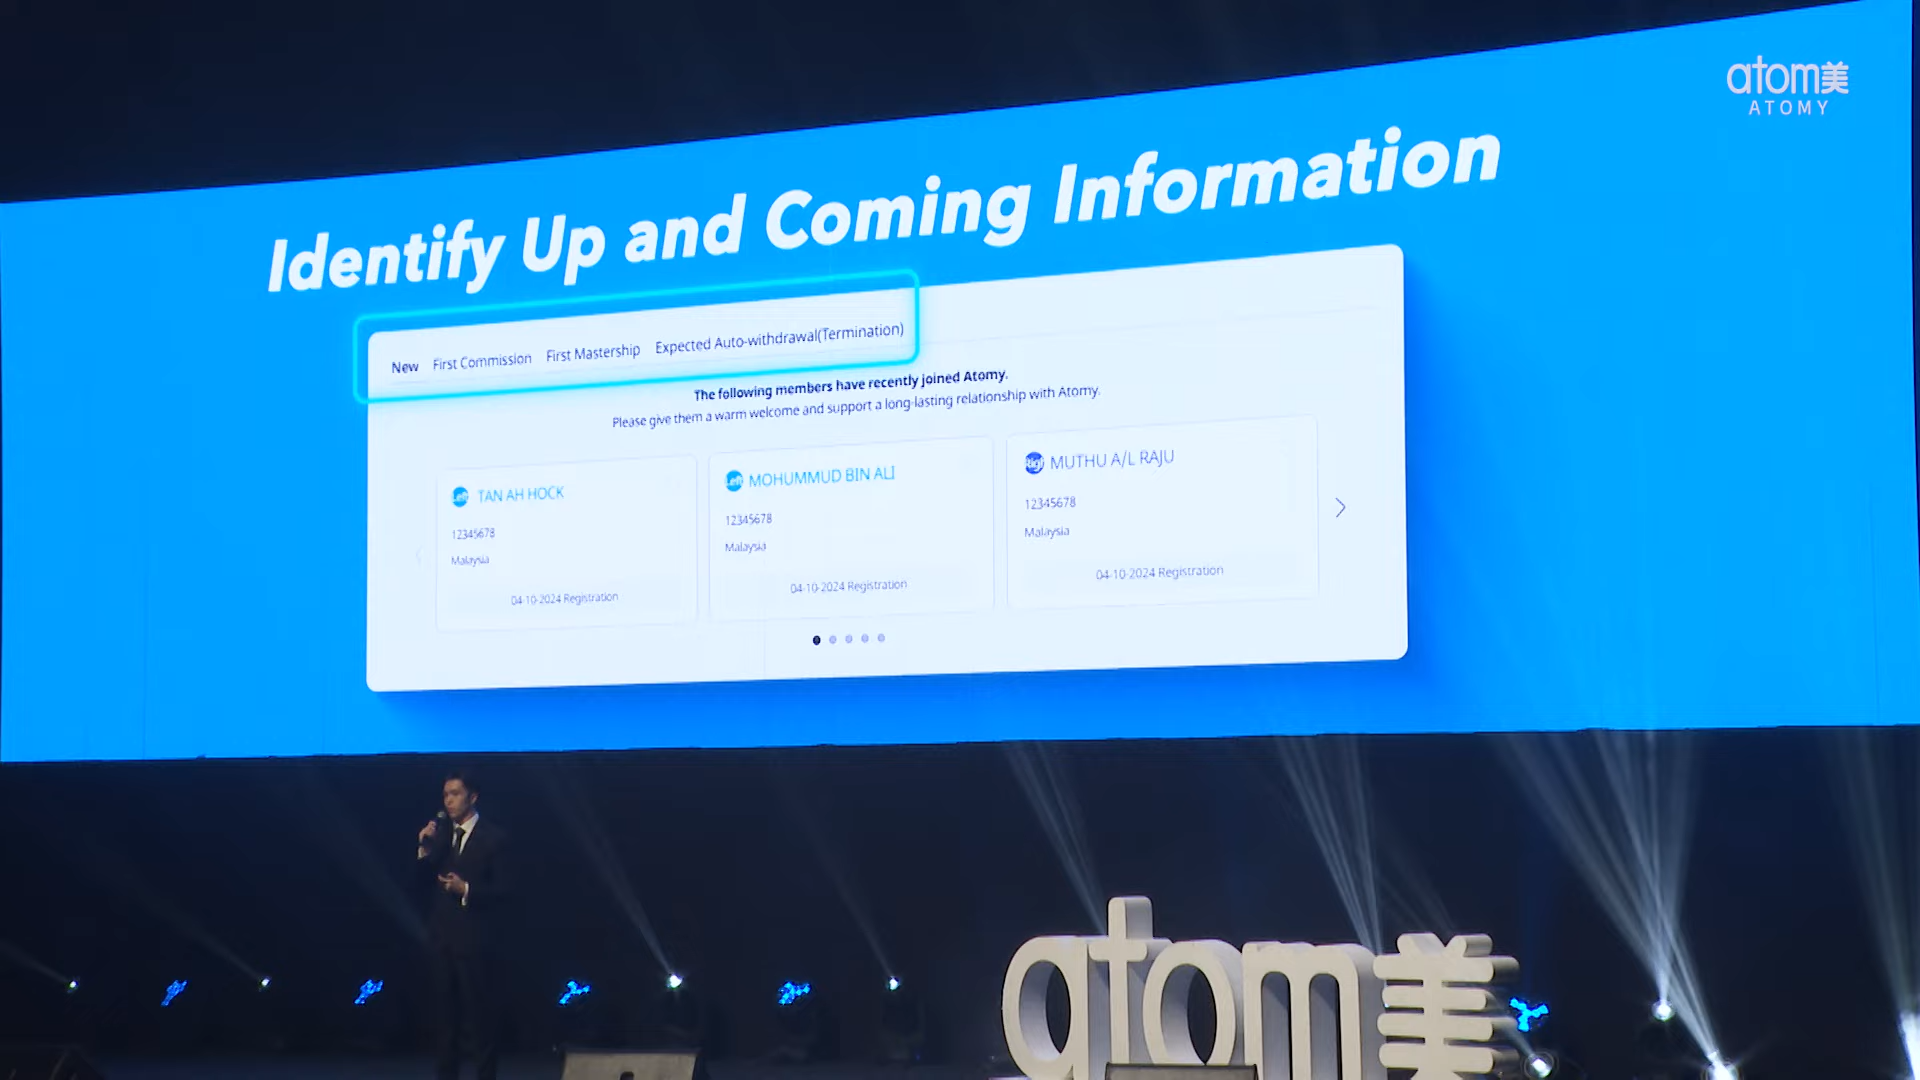 atom美
ATOMY
Identify Up and Coming Information
New First Commission First Mastership Expected Auto-withdrawal(Termination)
The following members have recently joined Atomy.
Please give them a warm welcome and support a long-lasting relationship with Atomy.
Left TAN AH HOCK
12345678
Malaysia
04-10-2024 Registration
Left MOHUMMUD BIN ALI
12345678
Malaysia
04-10-2024 Registration
Righ MUTHU A/L RAJU
12345678
Malaysia
04-10-2024 Registration
atom美